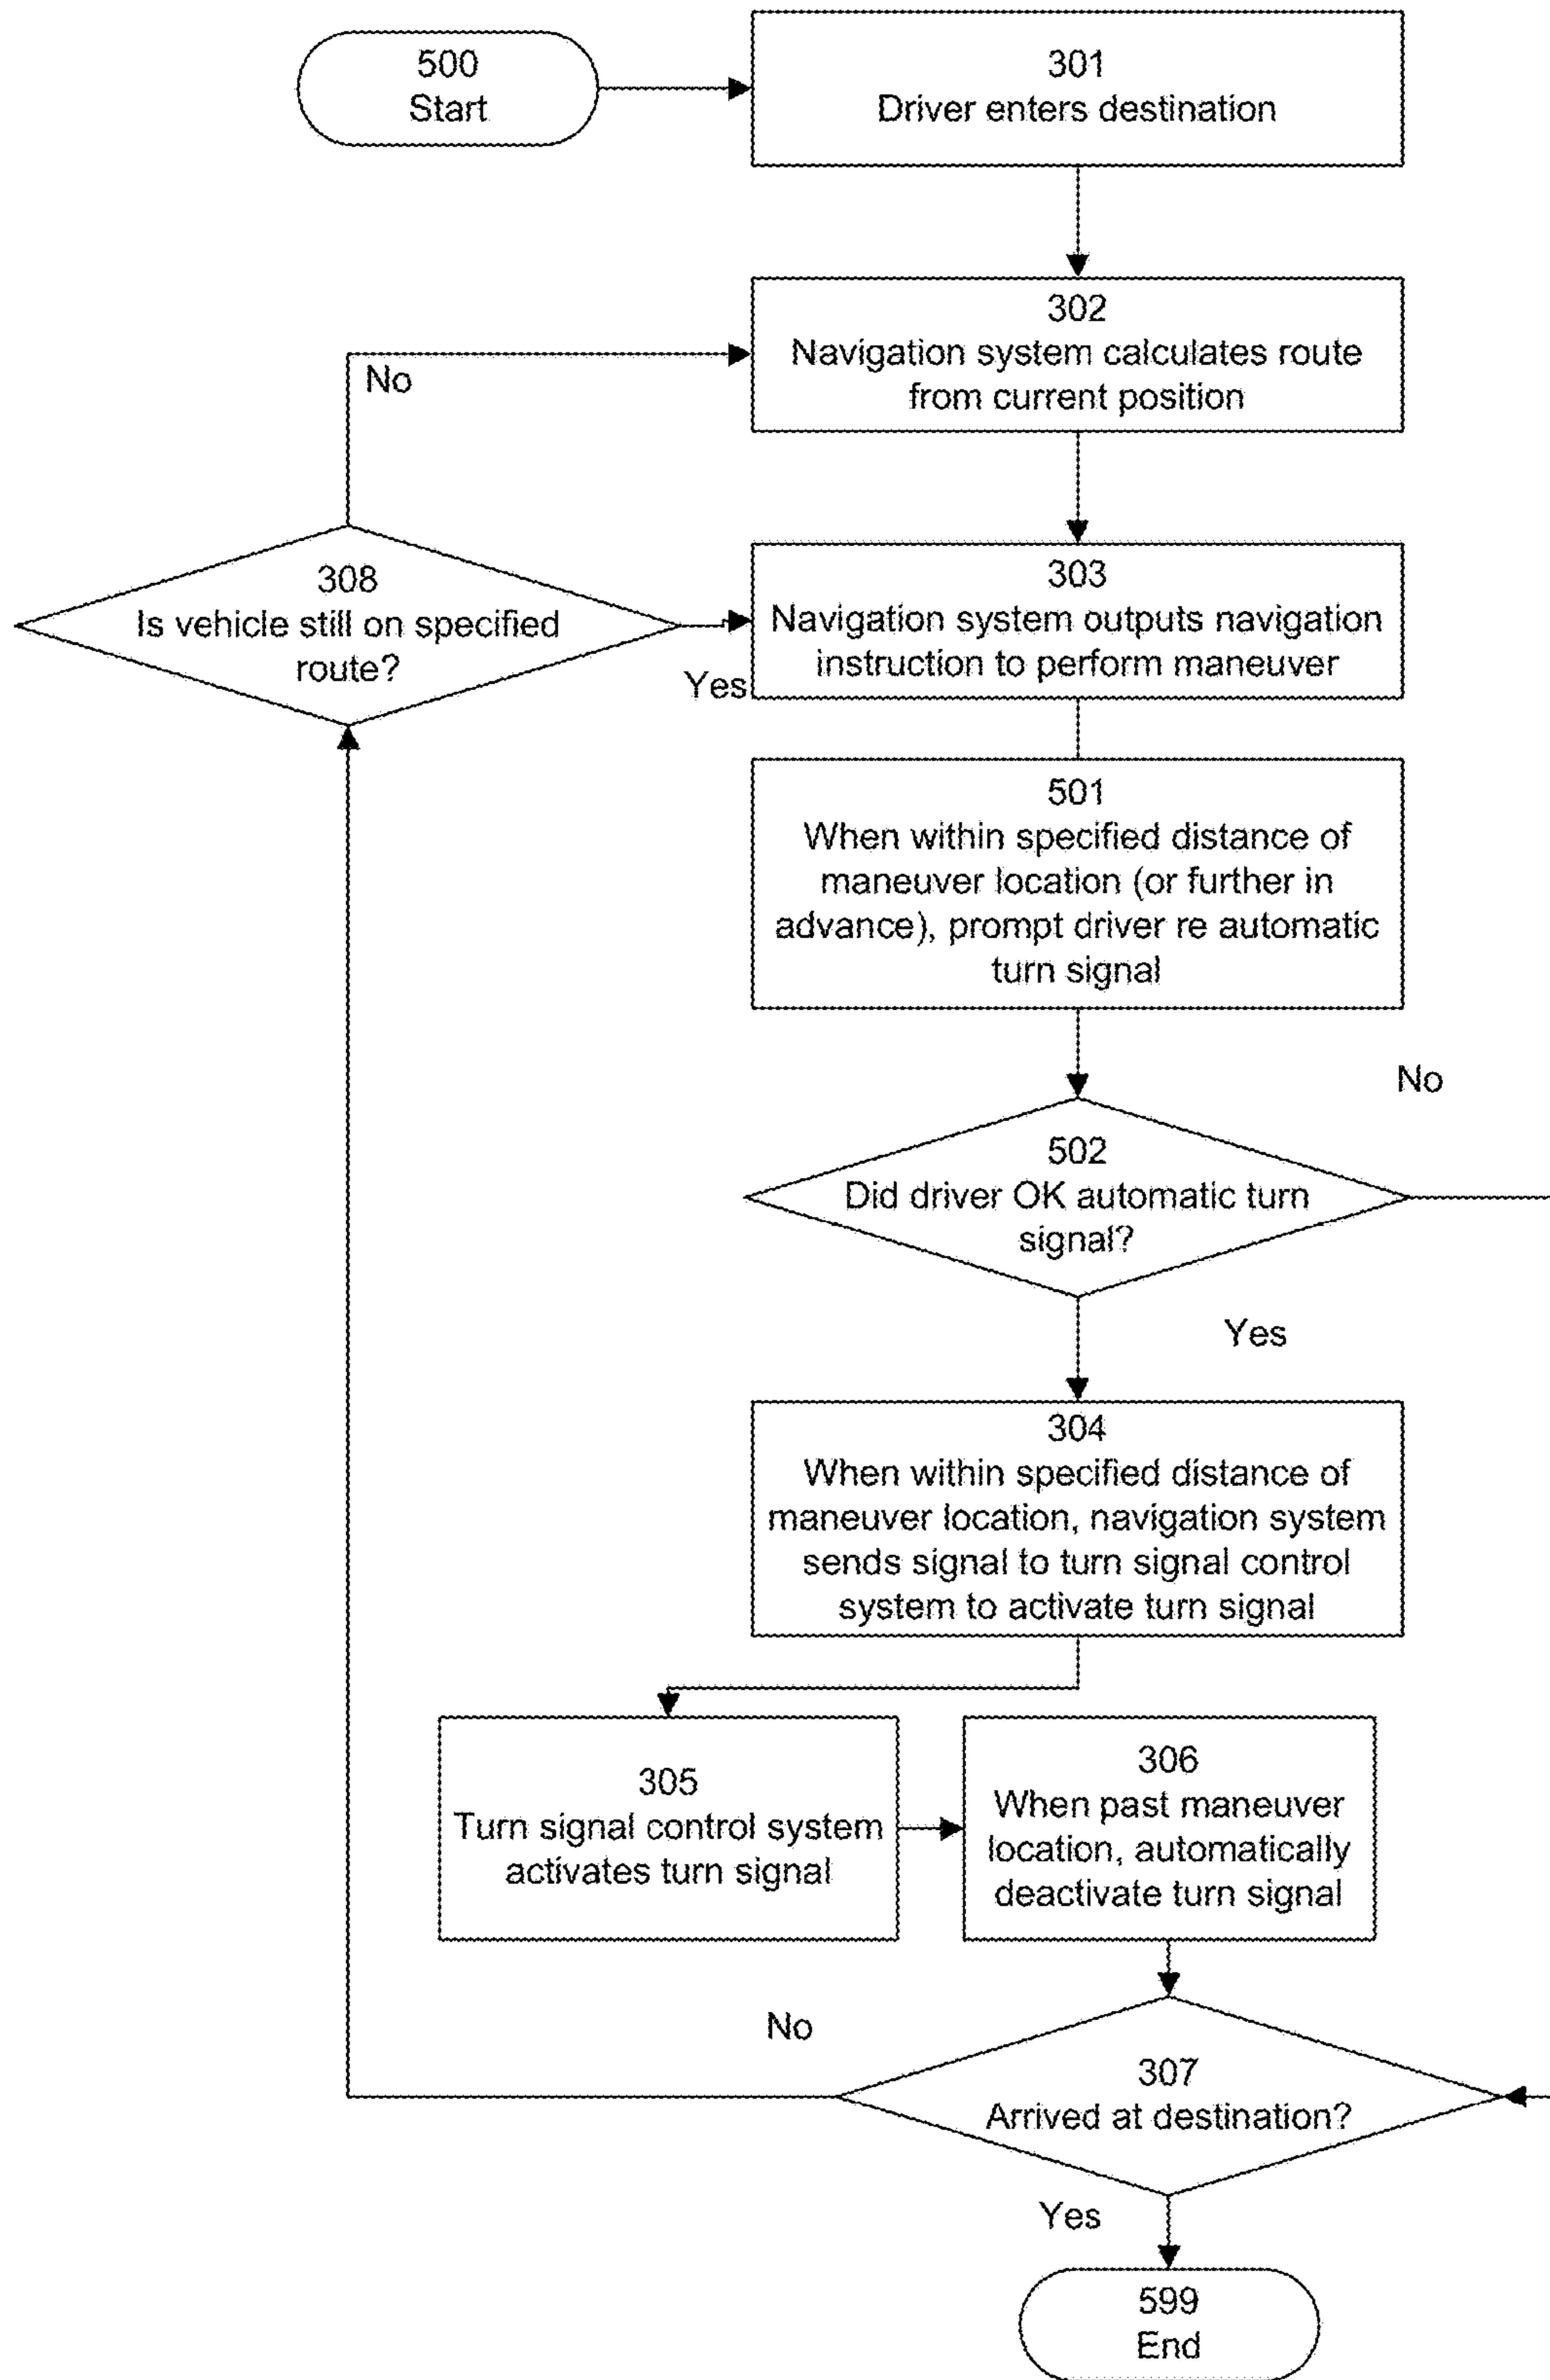 500
Start
301
Driver enters destination
302
Navigation system calculates route
from current position
No
308
Is vehicle still on specified
route?
Yes
303
Navigation system outputs navigation
instruction to perform maneuver
501
When within specified distance of
maneuver location (or further in
advance), prompt driver re automatic
turn signal
No
502
Did driver OK automatic turn
signal?
Yes
304
When within specified distance of
maneuver location, navigation system
sends signal to turn signal control
system to activate turn signal
305
Turn signal control system
activates turn signal
306
When past maneuver
location, automatically
deactivate turn signal
No
307
Arrived at destination?
Yes
599
End